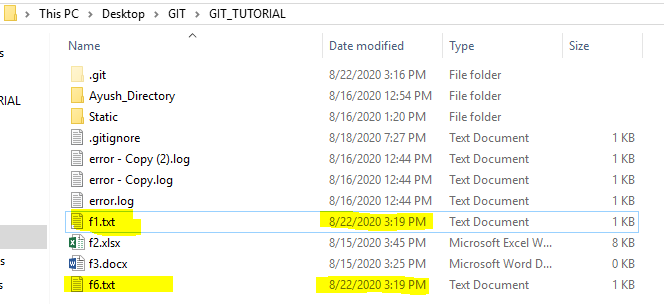 This PC > Desktop > GIT > GIT_TUTORIAL
Name Date modified Type Size
.git 8/22/2020 3:16 PM File folder
RIAL Ayush_Directory 8/16/2020 12:54 PM File folder
Static 8/16/2020 1:20 PM File folder
.gitignore 8/18/2020 7:27 PM Text Document 1 KB
error - Copy (2).log 8/16/2020 12:44 PM Text Document 1 KB
error - Copy.log 8/16/2020 12:44 PM Text Document 1 KB
error.log 8/16/2020 12:44 PM Text Document 1 KB
f1.txt 8/22/2020 3:19 PM Text Document 1 KB
s f2.xlsx 8/15/2020 3:45 PM Microsoft Excel W... 8 KB
s f3.docx 8/15/2020 3:25 PM Microsoft Word D... 0 KB
f6.txt 8/22/2020 3:19 PM Text Document 1 KB